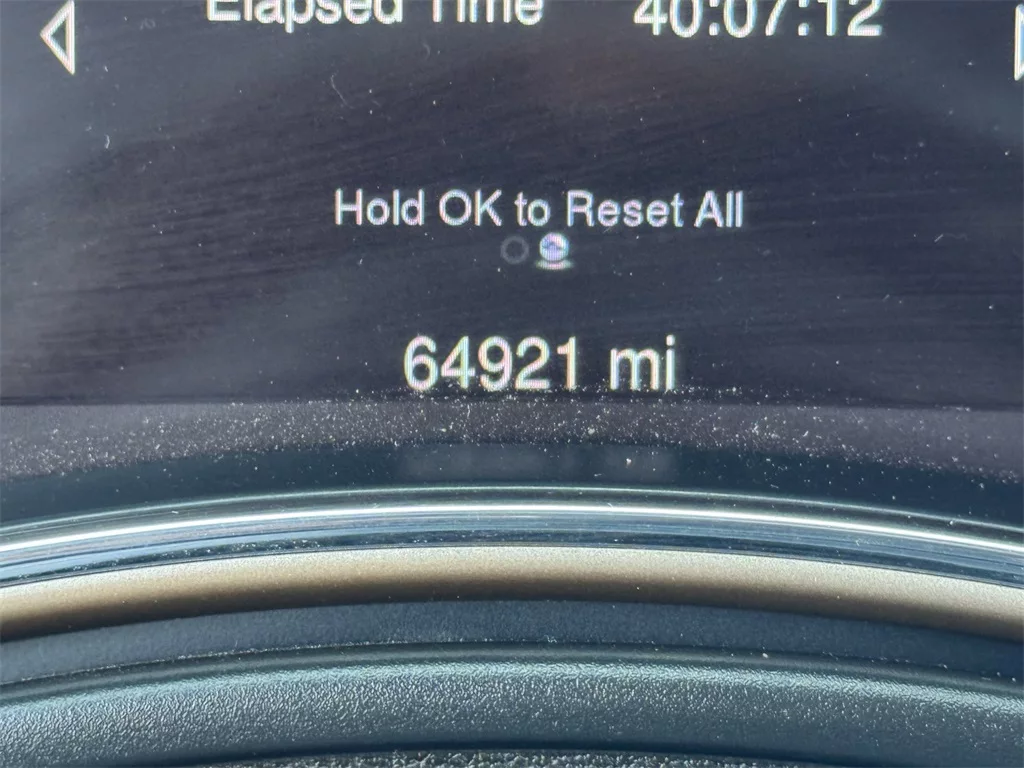 Elapsed Time 40:07:12
Hold OK to Reset All
64921 mi